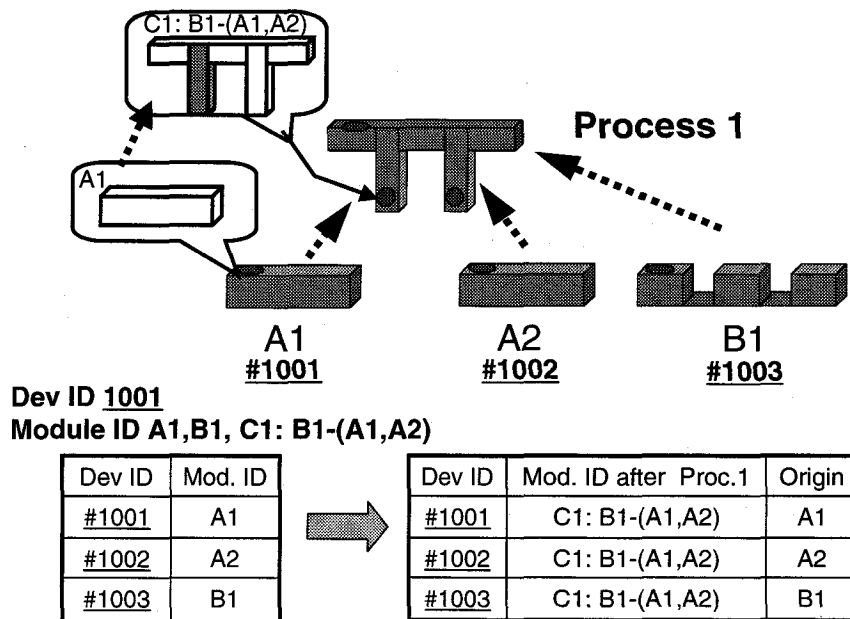 C1: B1-(A1,A2)
Process 1
A1
A1
#1001
A2
#1002
B1
#1003
Dev ID 1001
Module ID A1,B1, C1: B1-(A1,A2)
Dev ID Mod. ID
#1001 A1
#1002 A2
#1003 B1
Dev ID Mod. ID after Proc.1 Origin
#1001 C1: B1-(A1,A2) A1
#1002 C1: B1-(A1,A2) A2
#1003 C1: B1-(A1,A2) B1